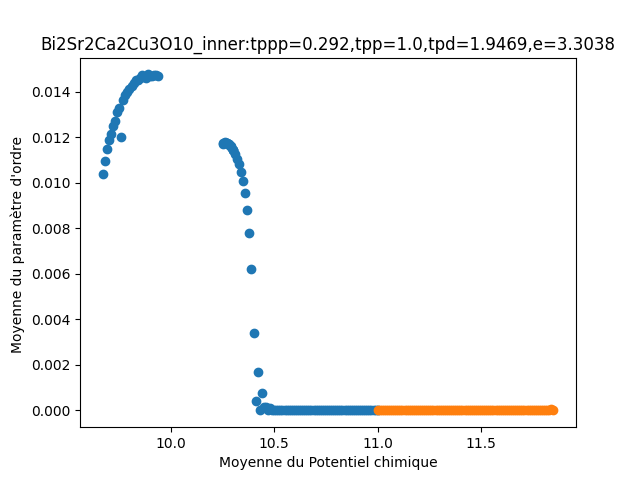 Bi2Sr2Ca2Cu3O10_inner:tppp=0.292,tpp=1.0,tpd=1.9469,e=3.3038
0.014
0.012
0.010
0.008
0.006
0.004
0.002
0.000
Moyenne du paramètre d'ordre
10.0 10.5 11.0 11.5
Moyenne du Potentiel chimique